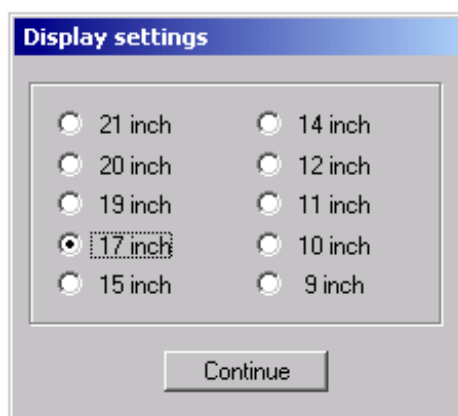 Display settings
21 inch
20 inch
19 inch
17 inch
15 inch
14 inch
12 inch
11 inch
10 inch
9 inch
Continue